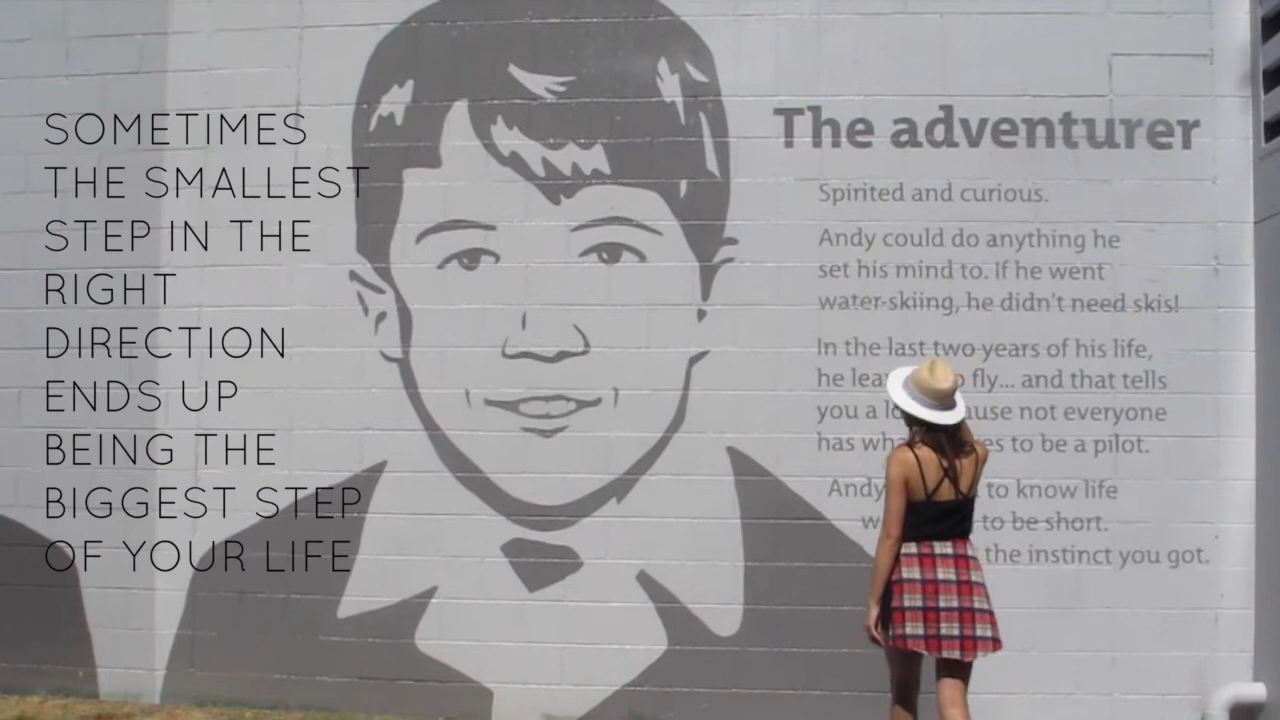 SOMETIMES
THE SMALLEST
STEP IN THE
RIGHT
DIRECTION
ENDS UP
BEING THE
BIGGEST STEP
OF YOUR LIFE
The adventurer
Spirited and curious.
Andy could do anything he
set his mind to. If he went
water-skiing, he didn't need skis!
In the last two years of his life,
he fly... and that tells
you a not everyone
has to be a pilot.
Andy to know life
to be short.
the instinct you got.